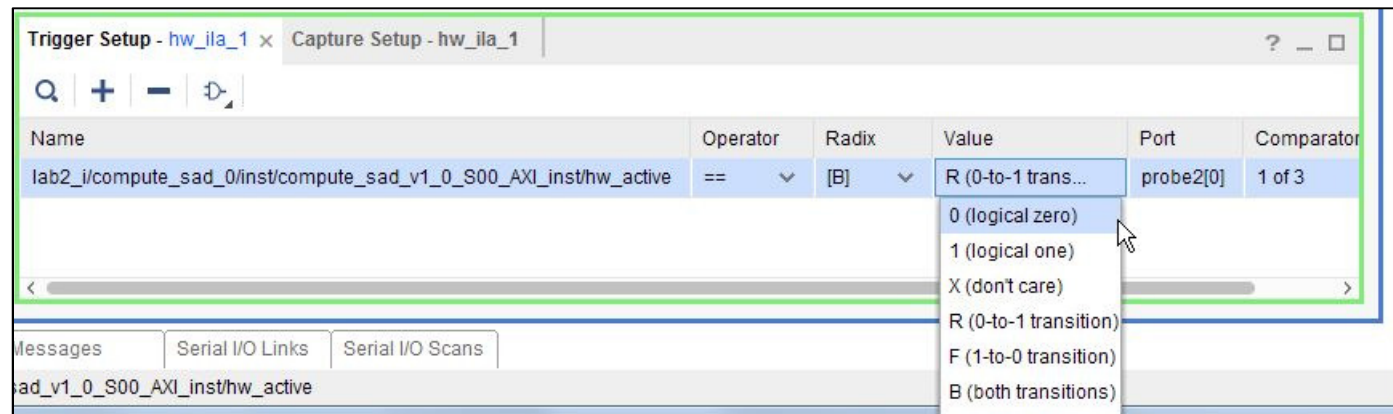 Trigger Setup - hw_ila_1 × Capture Setup - hw_ila_1 ?
Name Operator Radix Value Port Comparator
lab2_i/compute_sad_0/inst/compute_sad_v1_0_S00_AXI_inst/hw_active == [B] R (0-to-1 trans... probe2[0] 1 of 3
0 (logical zero)
1 (logical one)
X (don't care)
R (0-to-1 transition)
Messages Serial I/O Links Serial I/O Scans
F (1-to-0 transition)
sad_v1_0_S00_AXI_inst/hw_active
B (both transitions)